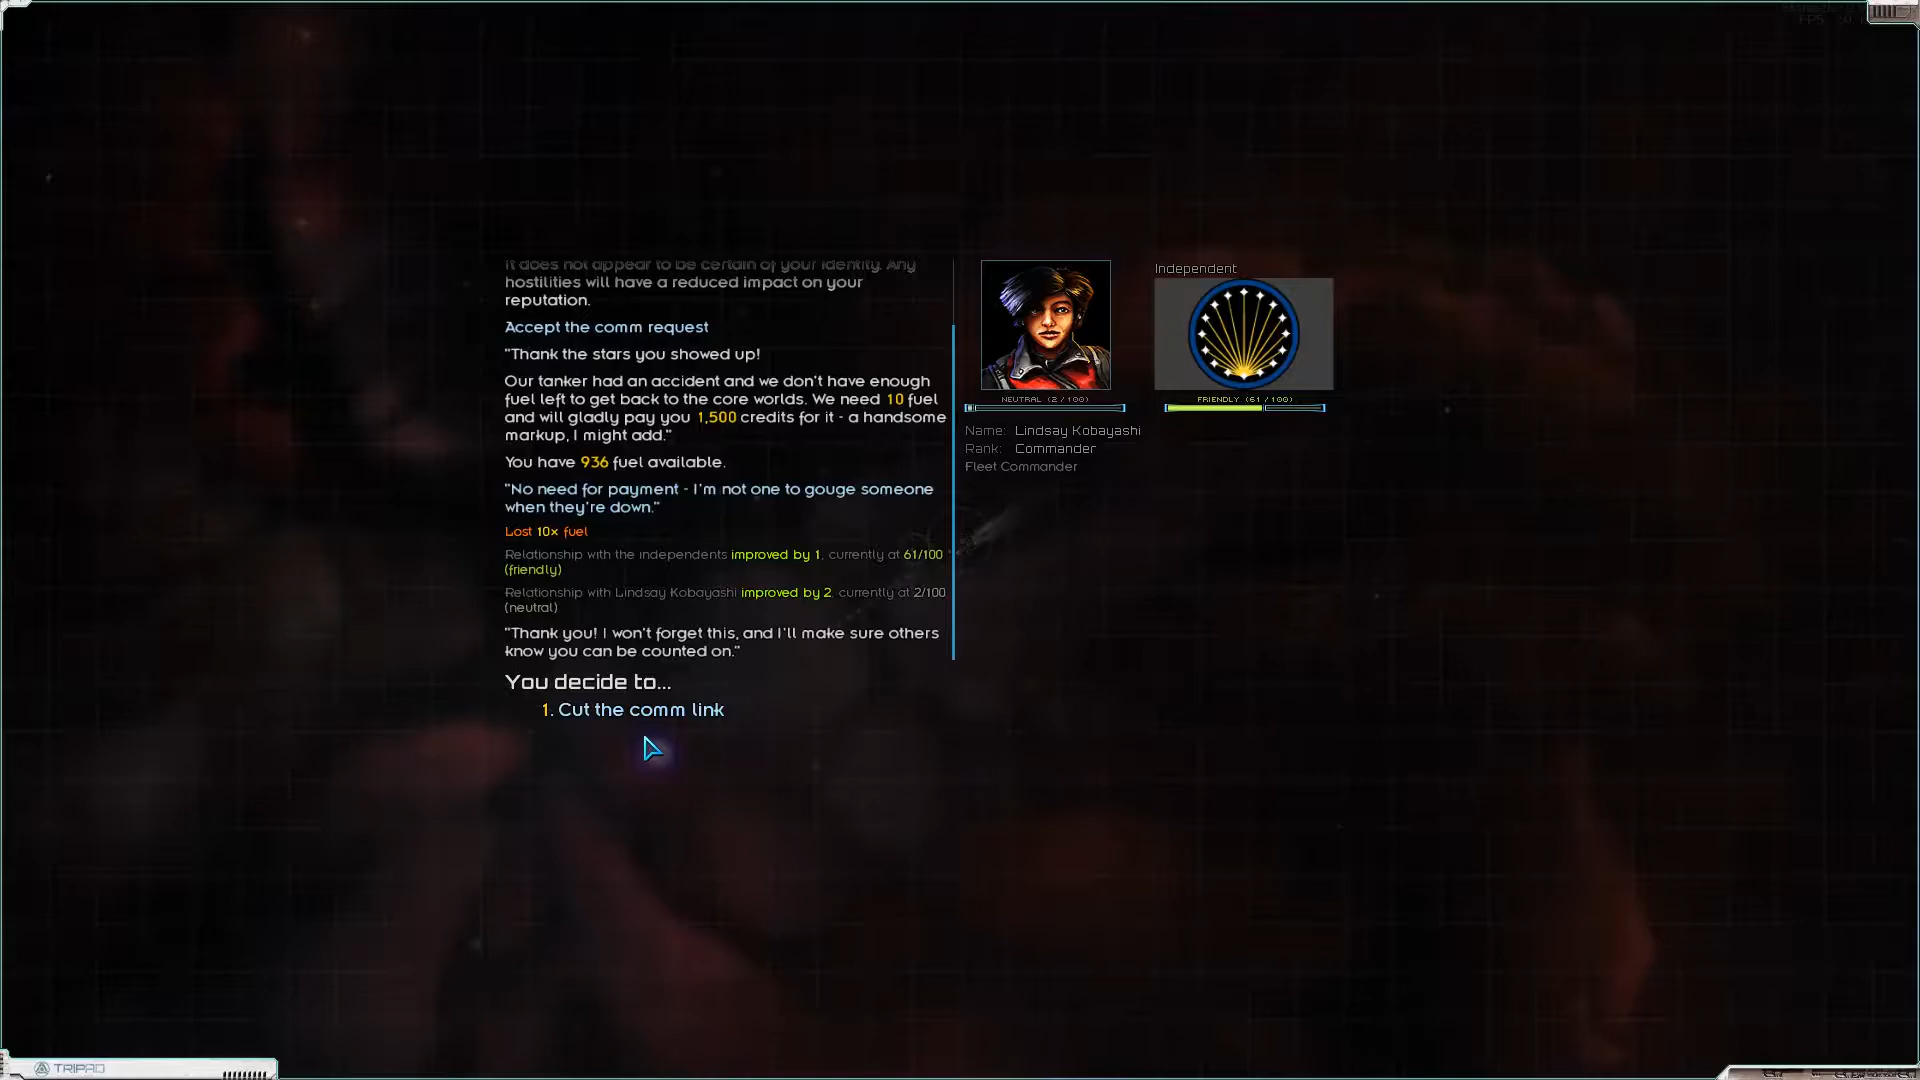 It does not appear to be certain of your identity. Any
hostilities will have a reduced impact on your
reputation.
Accept the comm request
"Thank the stars you showed up!
Our tanker had an accident and we don't have enough
fuel left to get back to the core worlds. We need 10 fuel
and will gladly pay you 1,500 credits for it - a handsome
markup, I might add."
You have 936 fuel available.
"No need for payment - I'm not one to gouge someone
when they're down."
Lost 10× fuel
Relationship with the independents improved by 1, currently at 61/100
(friendly)
Relationship with Lindsay Kobayashi improved by 2, currently at 2/100
(neutral)
"Thank you! I won't forget this, and I'll make sure others
know you can be counted on."
You decide to...
1. Cut the comm link
NEUTRAL (2 / 100)
Name: Lindsay Kobayashi
Rank: Commander
Fleet Commander
Independent
FRIENDLY (61 / 100)
TRIPAD